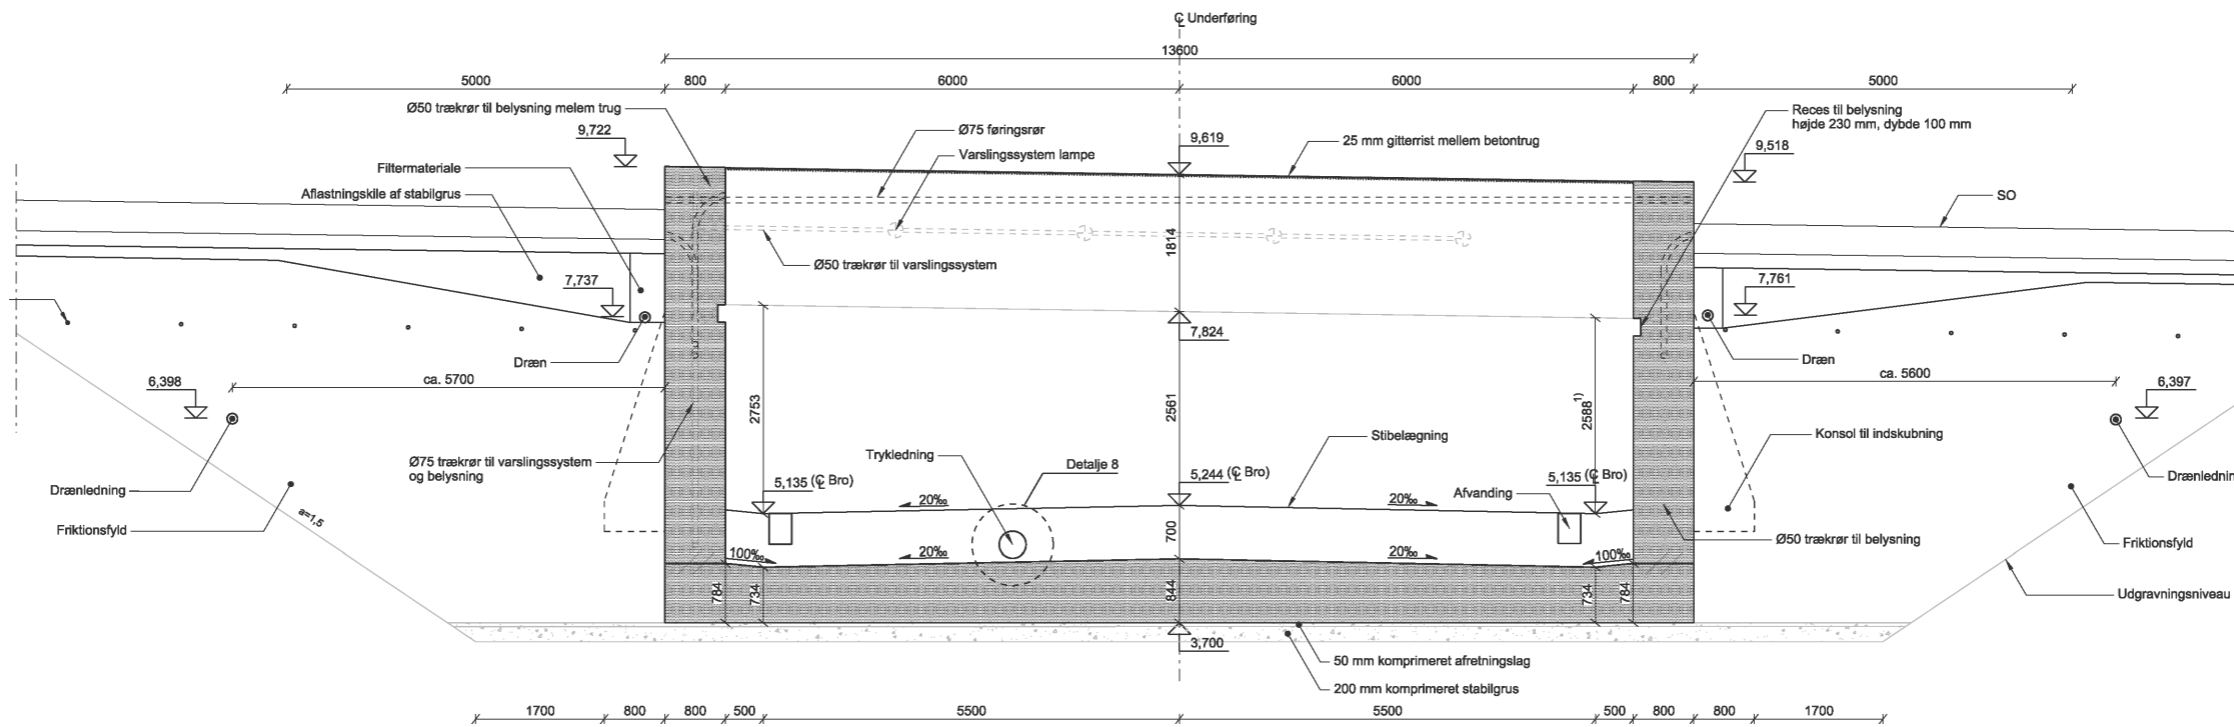 ℄ Underføring
13600
5000
800
6000
6000
800
5000
Ø50 trækrør til belysning melem trug
9,722
Ø75 føringsrør
9,619
25 mm gitterrist mellem betontrug
Reces til belysning
højde 230 mm, dybde 100 mm
9,518
Filtermateriale
Varslingssystem lampe
Aflastningskile af stabilgrus
SO
1814
Ø50 trækrør til varslingssystem
7,737
7,761
7,824
Dræn
Dræn
6,398
ca. 5700
ca. 5600
6,397
2753
2561
2588 1)
Stibelægning
Konsol til indskubning
Trykledning
Detalje 8
Ø75 trækrør til varslingssystem
og belysning
5,135 (℄ Bro)
5,244 (℄ Bro)
5,135 (℄ Bro)
Afvanding
Drænledning
Drænlednin
a=1,5
20‰
20‰
Friktionsfyld
700
Ø50 trækrør til belysning
Friktionsfyld
100‰
20‰
20‰
100‰
784
734
844
734
784
Udgravningsniveau
3,700
50 mm komprimeret afretningslag
200 mm komprimeret stabilgrus
1700
800
800
500
5500
5500
500
800
800
1700